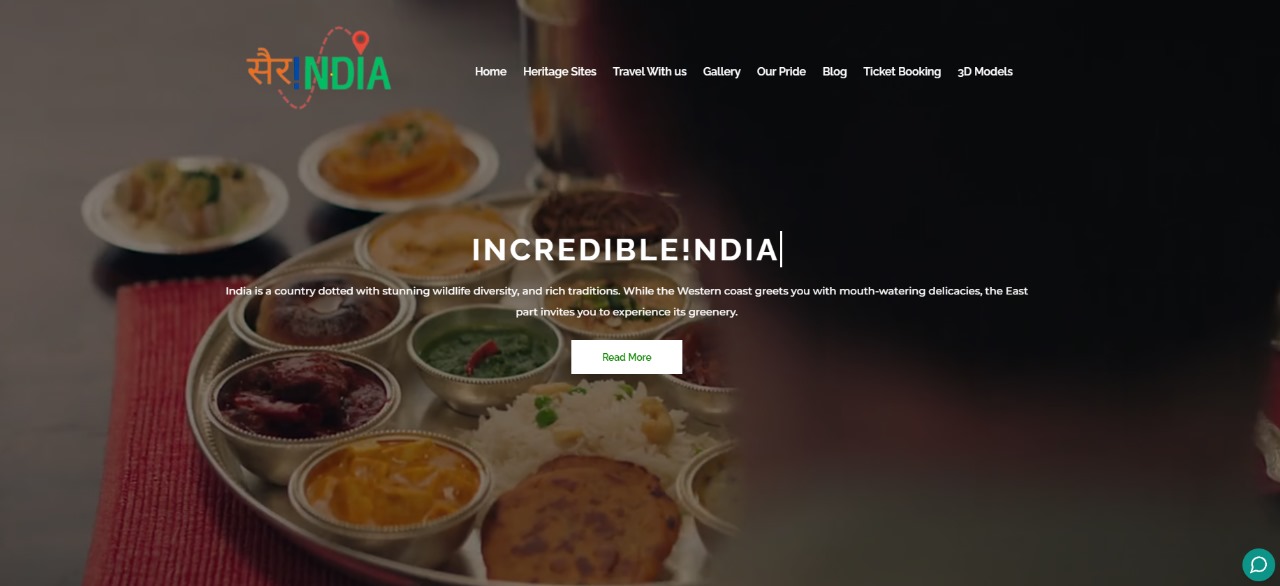 सैर!NDIA
Home Heritage Sites Travel With us Gallery Our Pride Blog Ticket Booking 3D Models
INCREDIBLE!NDIA
India is a country dotted with stunning wildlife diversity, and rich traditions. While the Western coast greets you with mouth-watering delicacies, the East
part invites you to experience its greenery.
Read More